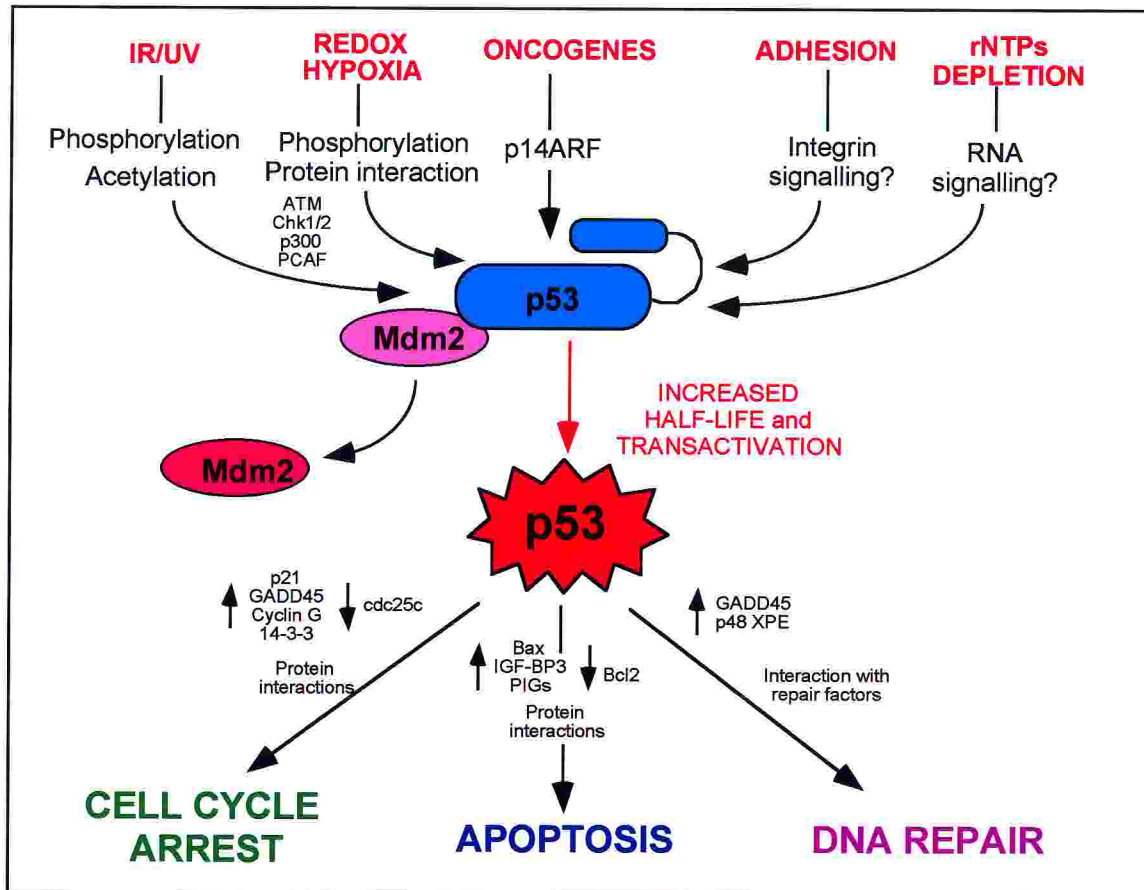 IR/UV
REDOX
HYPOXIA
ONCOGENES
ADHESION
rNTPs
DEPLETION
Phosphorylation
Acetylation
Phosphorylation
Protein interaction
p14ARF
Integrin
signalling?
RNA
signalling?
ATM
Chk1/2
p300
PCAF
p53
Mdm2
INCREASED
HALF-LIFE and
TRANSACTIVATION
Mdm2
p53
p21
GADD45
Cyclin G
14-3-3
cdc25c
Protein
interactions
Bax
IGF-BP3
PIGs
Bcl2
Protein
interactions
GADD45
p48 XPE
Interaction with
repair factors
CELL CYCLE
ARREST
APOPTOSIS
DNA REPAIR